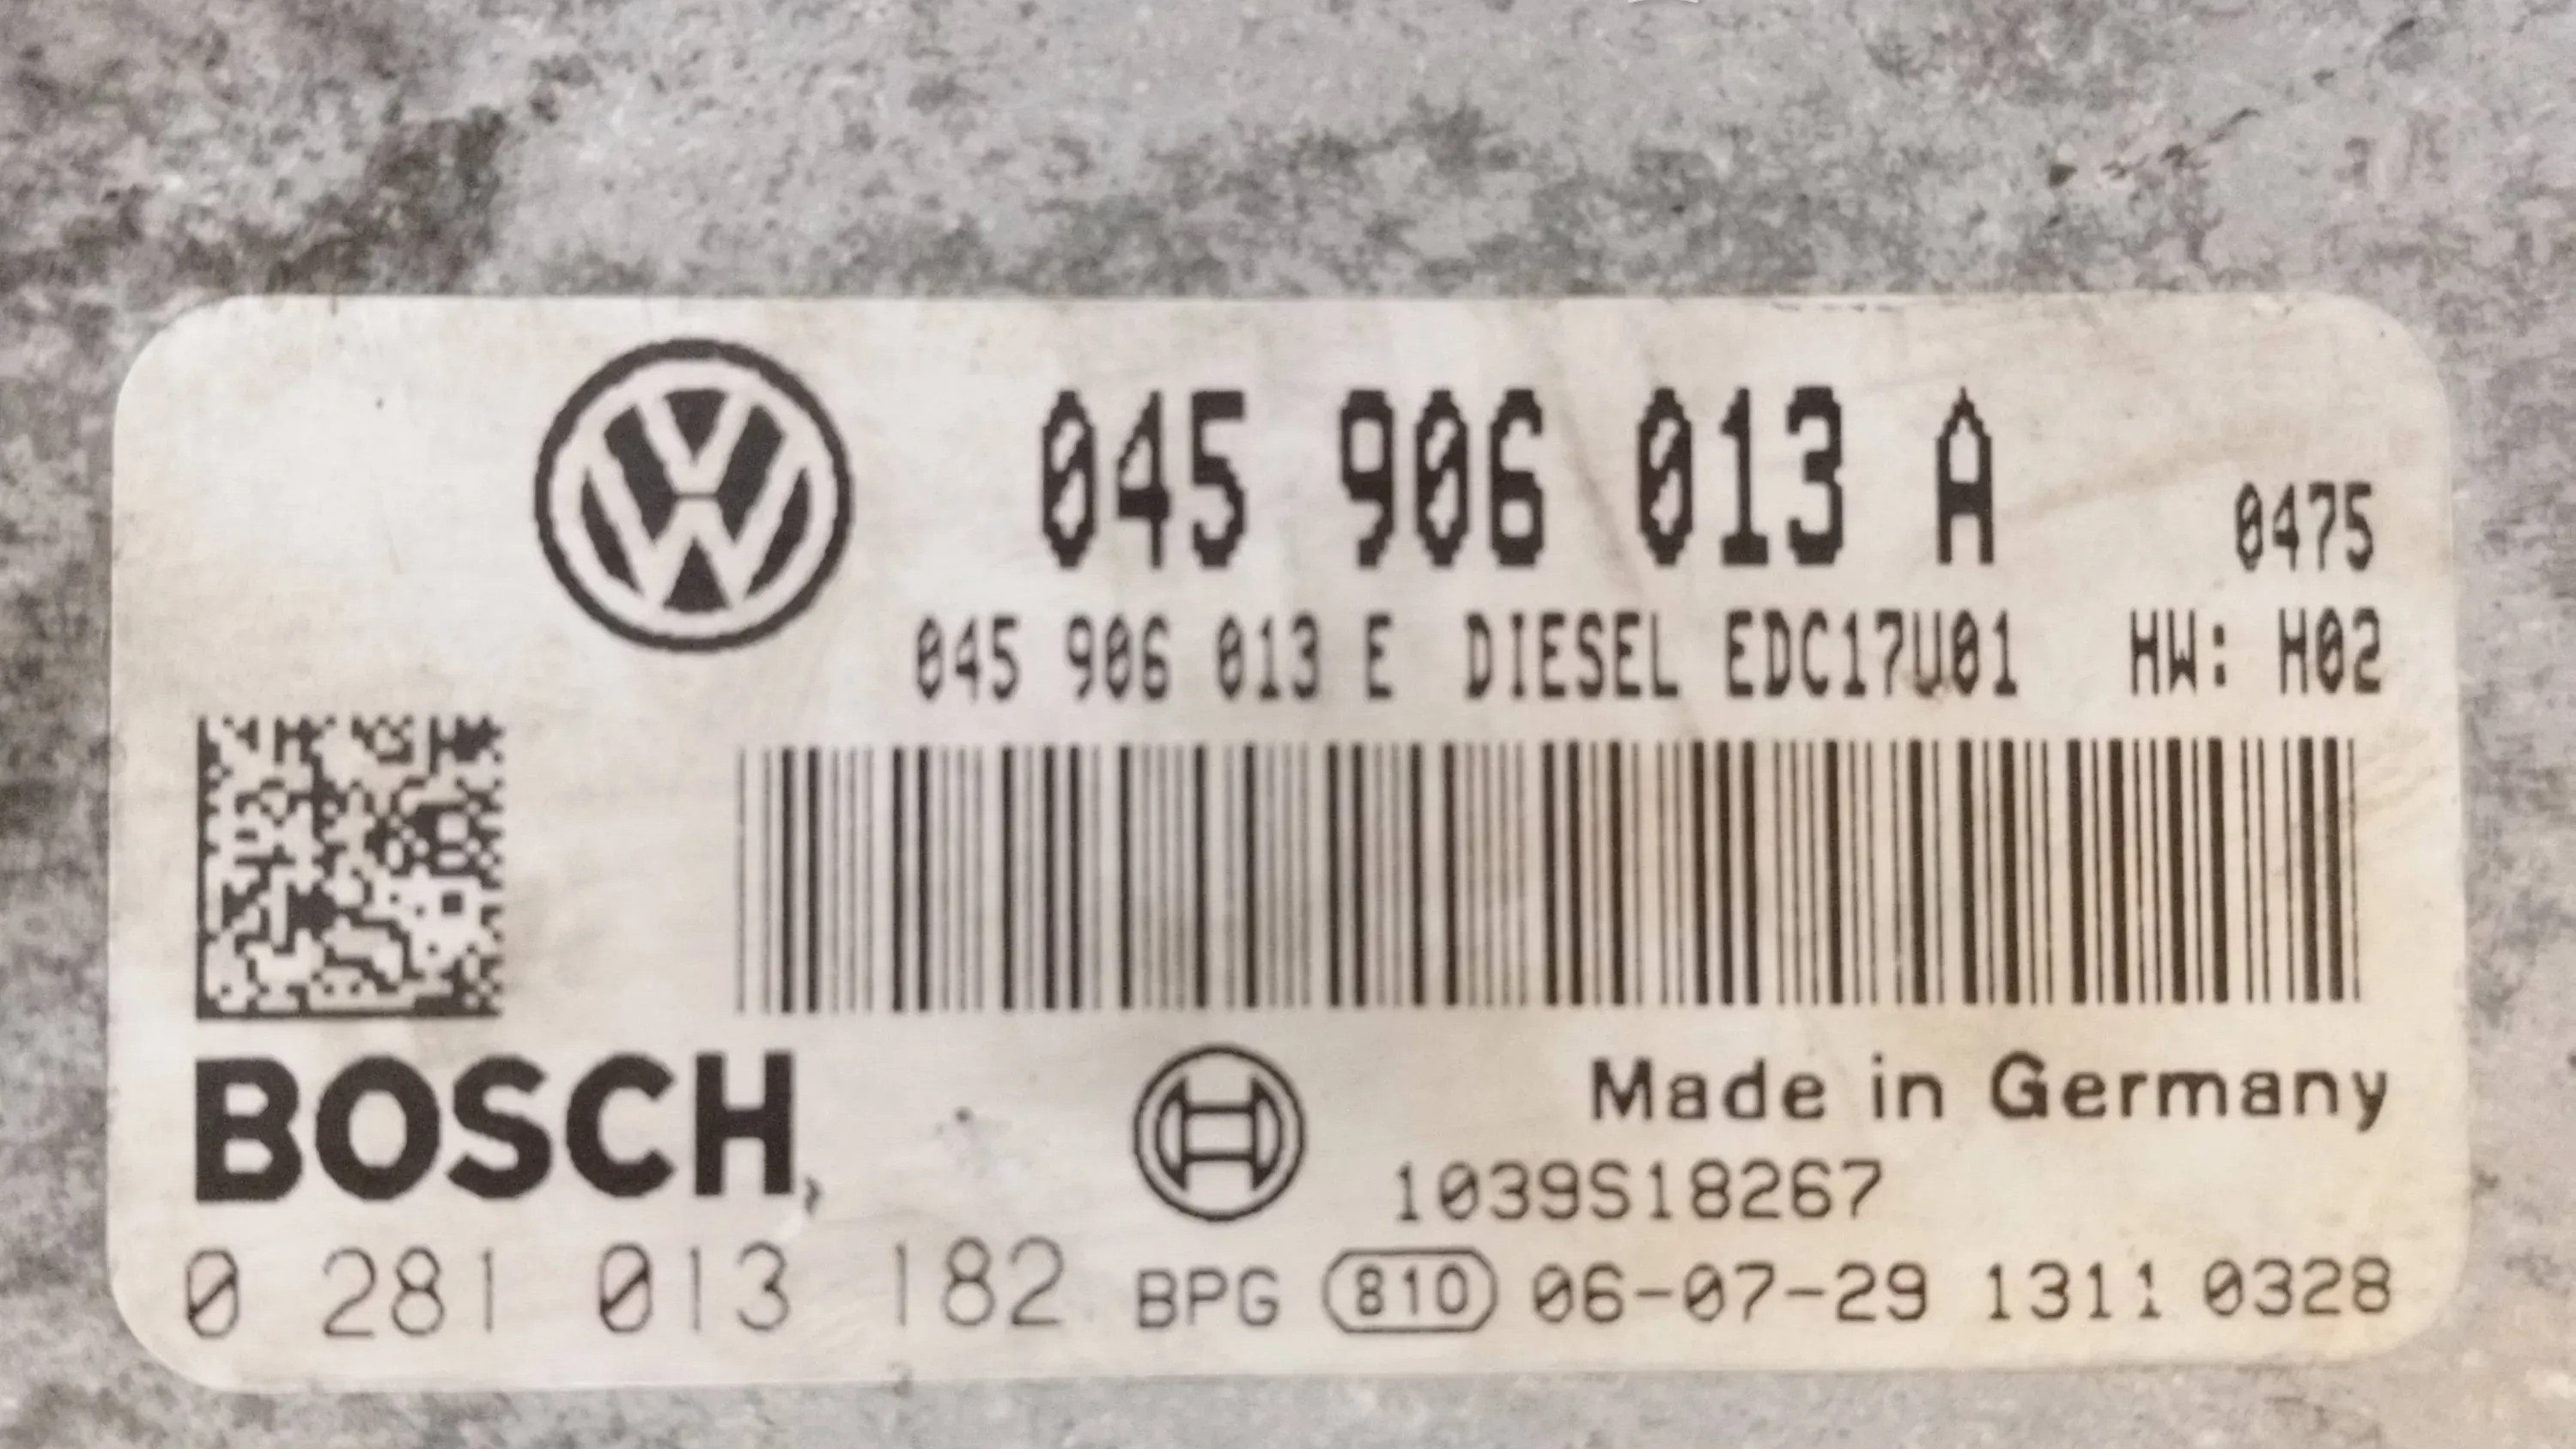 045 906 013 A
0475
045 906 013 E DIESEL EDC17U01 HW: H02
BOSCH
Made in Germany
1039S18267
0 281 013 182 BPG 810 06-07-29 1311 0328